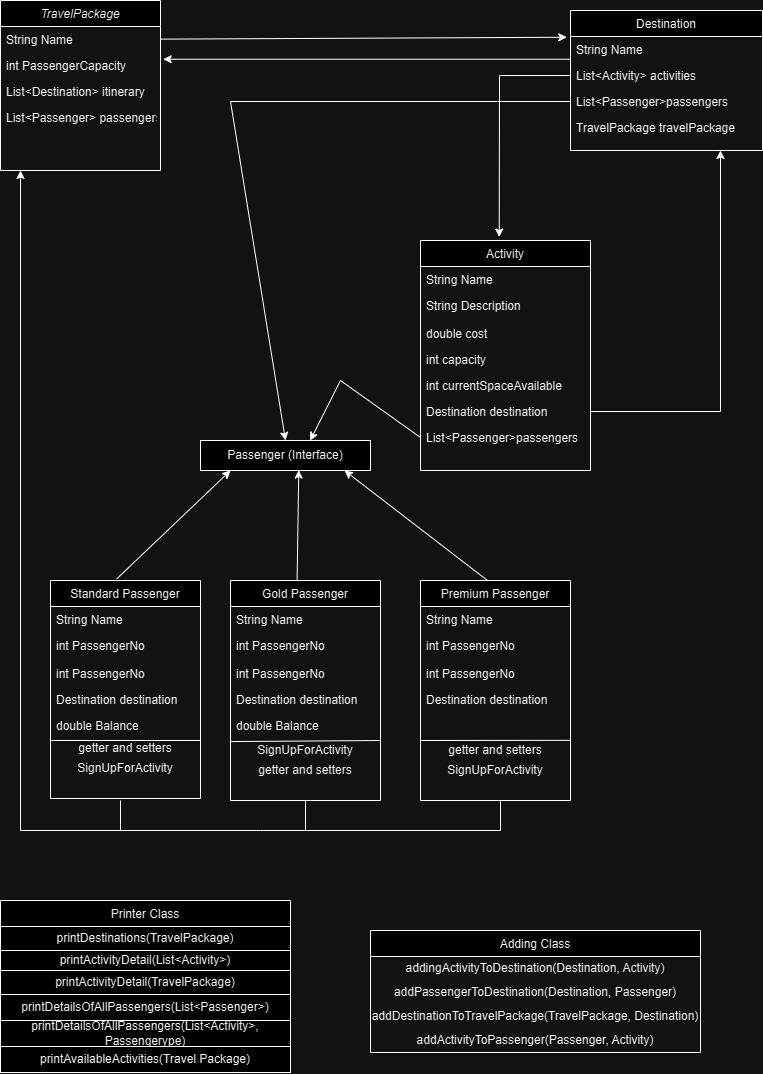 TravelPackage
String Name
int PassengerCapacity
List<Destination> itinerary
List<Passenger> passengers
Destination
String Name
List<Activity> activities
List<Passenger>passengers
TravelPackage travelPackage
Activity
String Name
String Description
double cost
int capacity
int currentSpaceAvailable
Destination destination
List<Passenger>passengers
Passenger (Interface)
Standard Passenger
String Name
int PassengerNo
int PassengerNo
Destination destination
double Balance
getter and setters
SignUpForActivity
Gold Passenger
String Name
int PassengerNo
int PassengerNo
Destination destination
double Balance
SignUpForActivity
getter and setters
Premium Passenger
String Name
int PassengerNo
int PassengerNo
Destination destination
getter and setters
SignUpForActivity
Printer Class
printDestinations(TravelPackage)
printActivityDetail(List<Activity>)
printActivityDetail(TravelPackage)
printDetailsOfAllPassengers(List<Passenger>)
printDetailsOfAllPassengers(List<Activity>,
Passengerype)
printAvailableActivities(Travel Package)
Adding Class
addingActivityToDestination(Destination, Activity)
addPassengerToDestination(Destination, Passenger)
addDestinationToTravelPackage(TravelPackage, Destination)
addActivityToPassenger(Passenger, Activity)